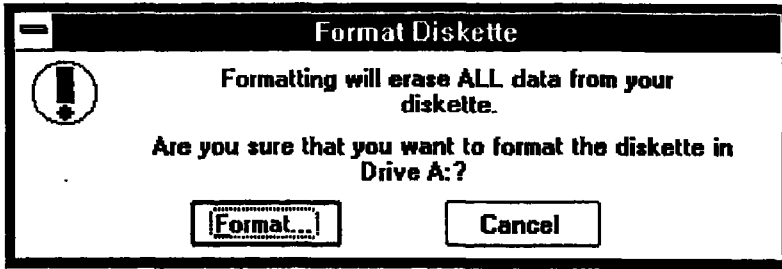 Format Diskette
Formatting will erase ALL data from your
diskette.
Are you sure that you want to format the diskette in
Drive A:?
Format... Cancel